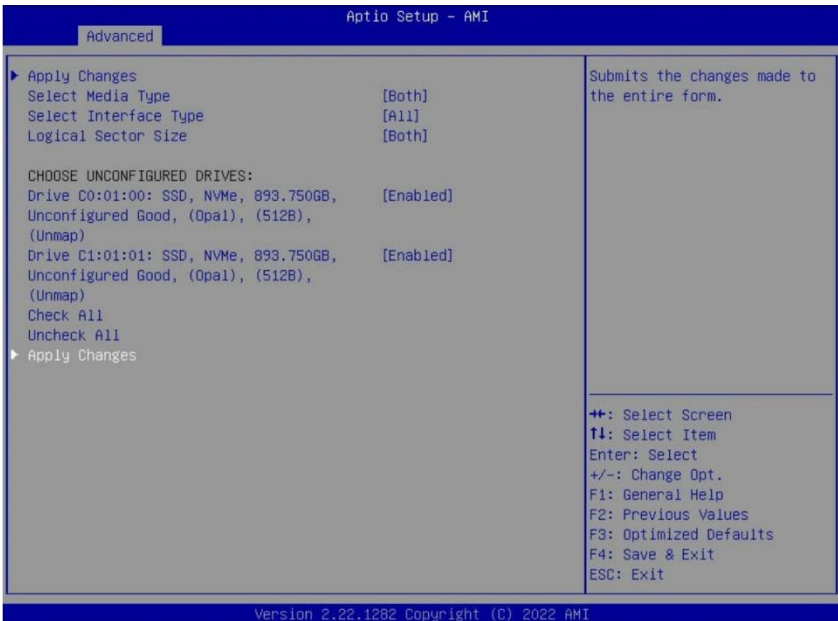 Aptio Setup – AMI
Advanced
▶ Apply Changes
Select Media Type [Both]
Select Interface Type [All]
Logical Sector Size [Both]
CHOOSE UNCONFIGURED DRIVES:
Drive C0:01:00: SSD, NVMe, 893.750GB, [Enabled]
Unconfigured Good, (Opal), (512B),
(Unmap)
Drive C1:01:01: SSD, NVMe, 893.750GB, [Enabled]
Unconfigured Good, (Opal), (512B),
(Unmap)
Check All
Uncheck All
▶ Apply Changes
Submits the changes made to
the entire form.
→←: Select Screen
↑↓: Select Item
Enter: Select
+/-: Change Opt.
F1: General Help
F2: Previous Values
F3: Optimized Defaults
F4: Save & Exit
ESC: Exit
Version 2.22.1282 Copyright (C) 2022 AMI